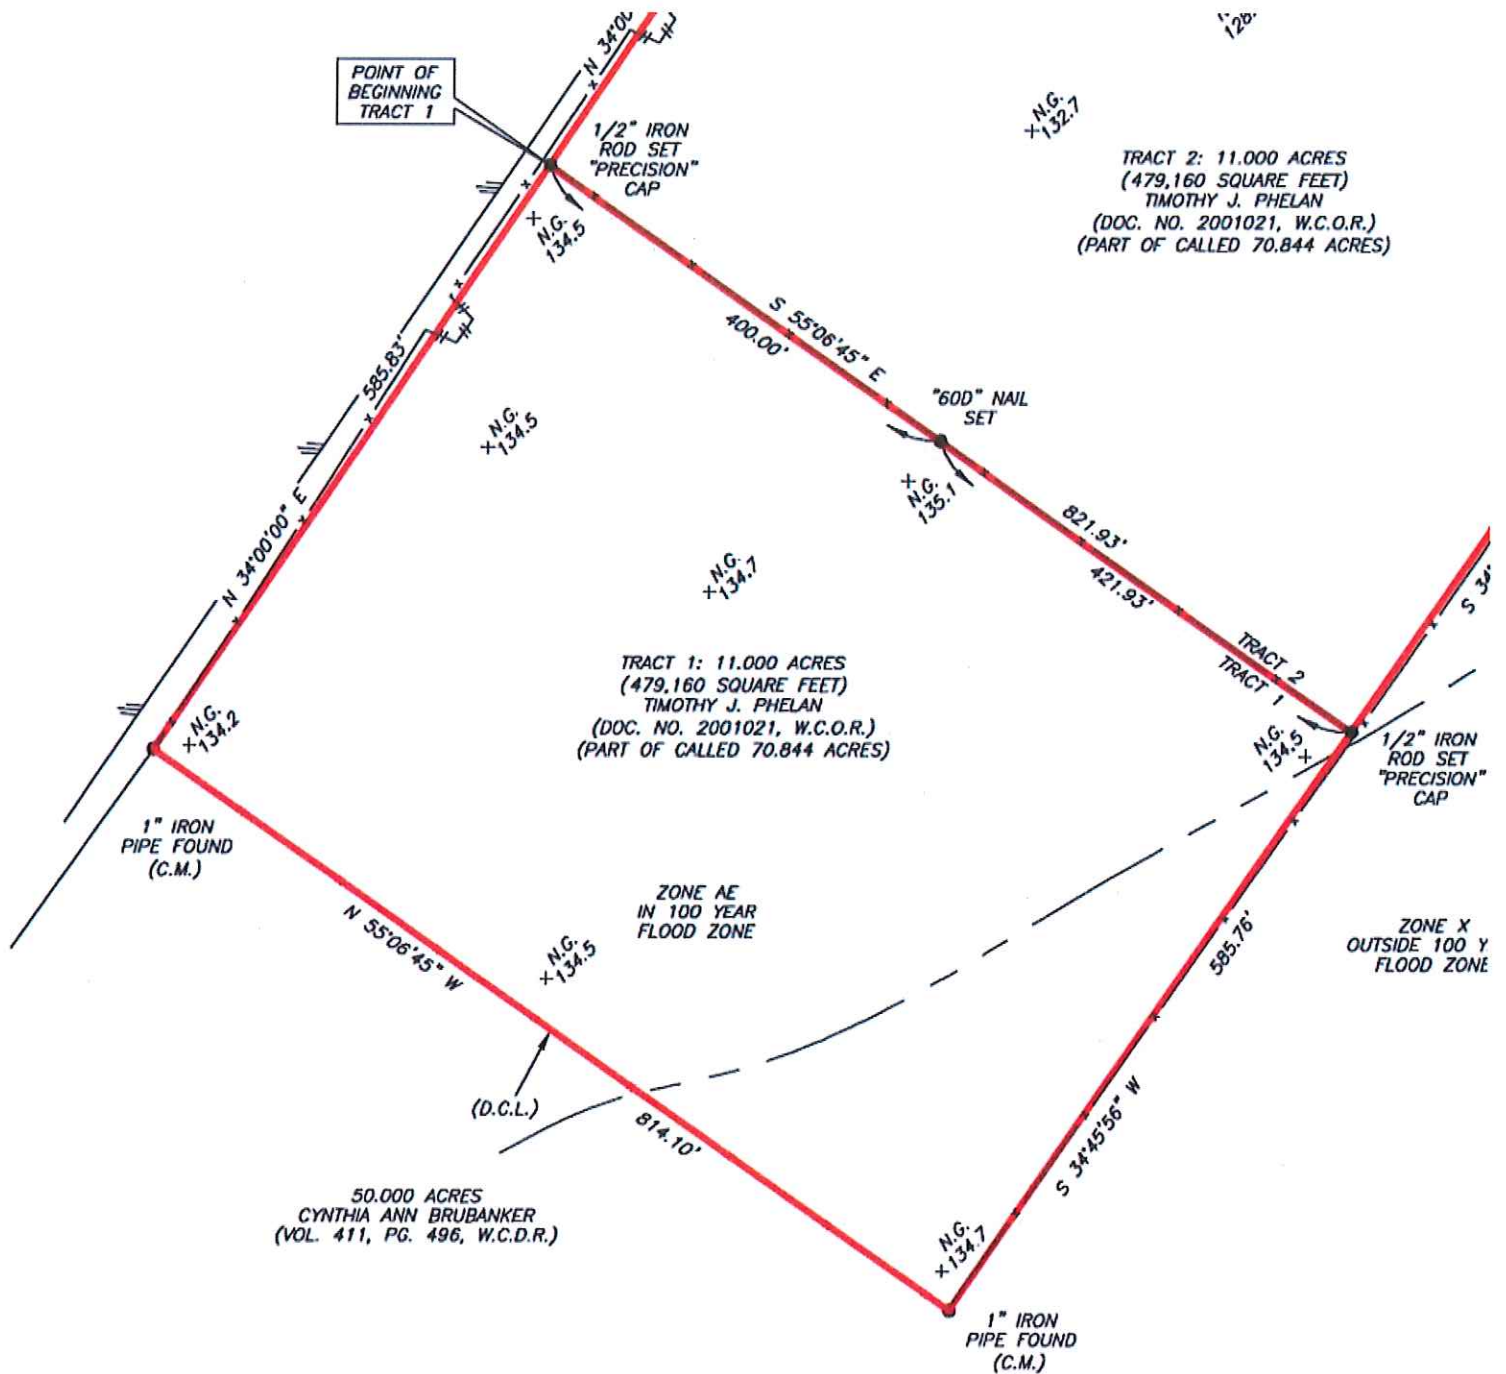 POINT OF
BEGINNING
TRACT 1
N 34°00'
1/2" IRON
ROD SET
"PRECISION"
CAP
128.
N.G.
132.7
TRACT 2: 11.000 ACRES
(479,160 SQUARE FEET)
TIMOTHY J. PHELAN
(DOC. NO. 2001021, W.C.O.R.)
(PART OF CALLED 70.844 ACRES)
N.G.
134.5
S 55°06'45" E
400.00'
585.83'
N 34°00'00" E
N.G.
134.5
"60D" NAIL
SET
N.G.
135.1
821.93'
421.93'
N.G.
134.7
TRACT 2
TRACT 1
S 34°
TRACT 1: 11.000 ACRES
(479,160 SQUARE FEET)
TIMOTHY J. PHELAN
(DOC. NO. 2001021, W.C.O.R.)
(PART OF CALLED 70.844 ACRES)
N.G.
134.2
N.G.
134.5
1/2" IRON
ROD SET
"PRECISION"
CAP
1" IRON
PIPE FOUND
(C.M.)
ZONE AE
IN 100 YEAR
FLOOD ZONE
ZONE X
OUTSIDE 100 Y
FLOOD ZONE
N 55°06'45" W
N.G.
134.5
585.76'
(D.C.L.)
814.10'
S 34°45'56" W
50.000 ACRES
CYNTHIA ANN BRUBANKER
(VOL. 411, PG. 496, W.C.D.R.)
N.G.
134.7
1" IRON
PIPE FOUND
(C.M.)